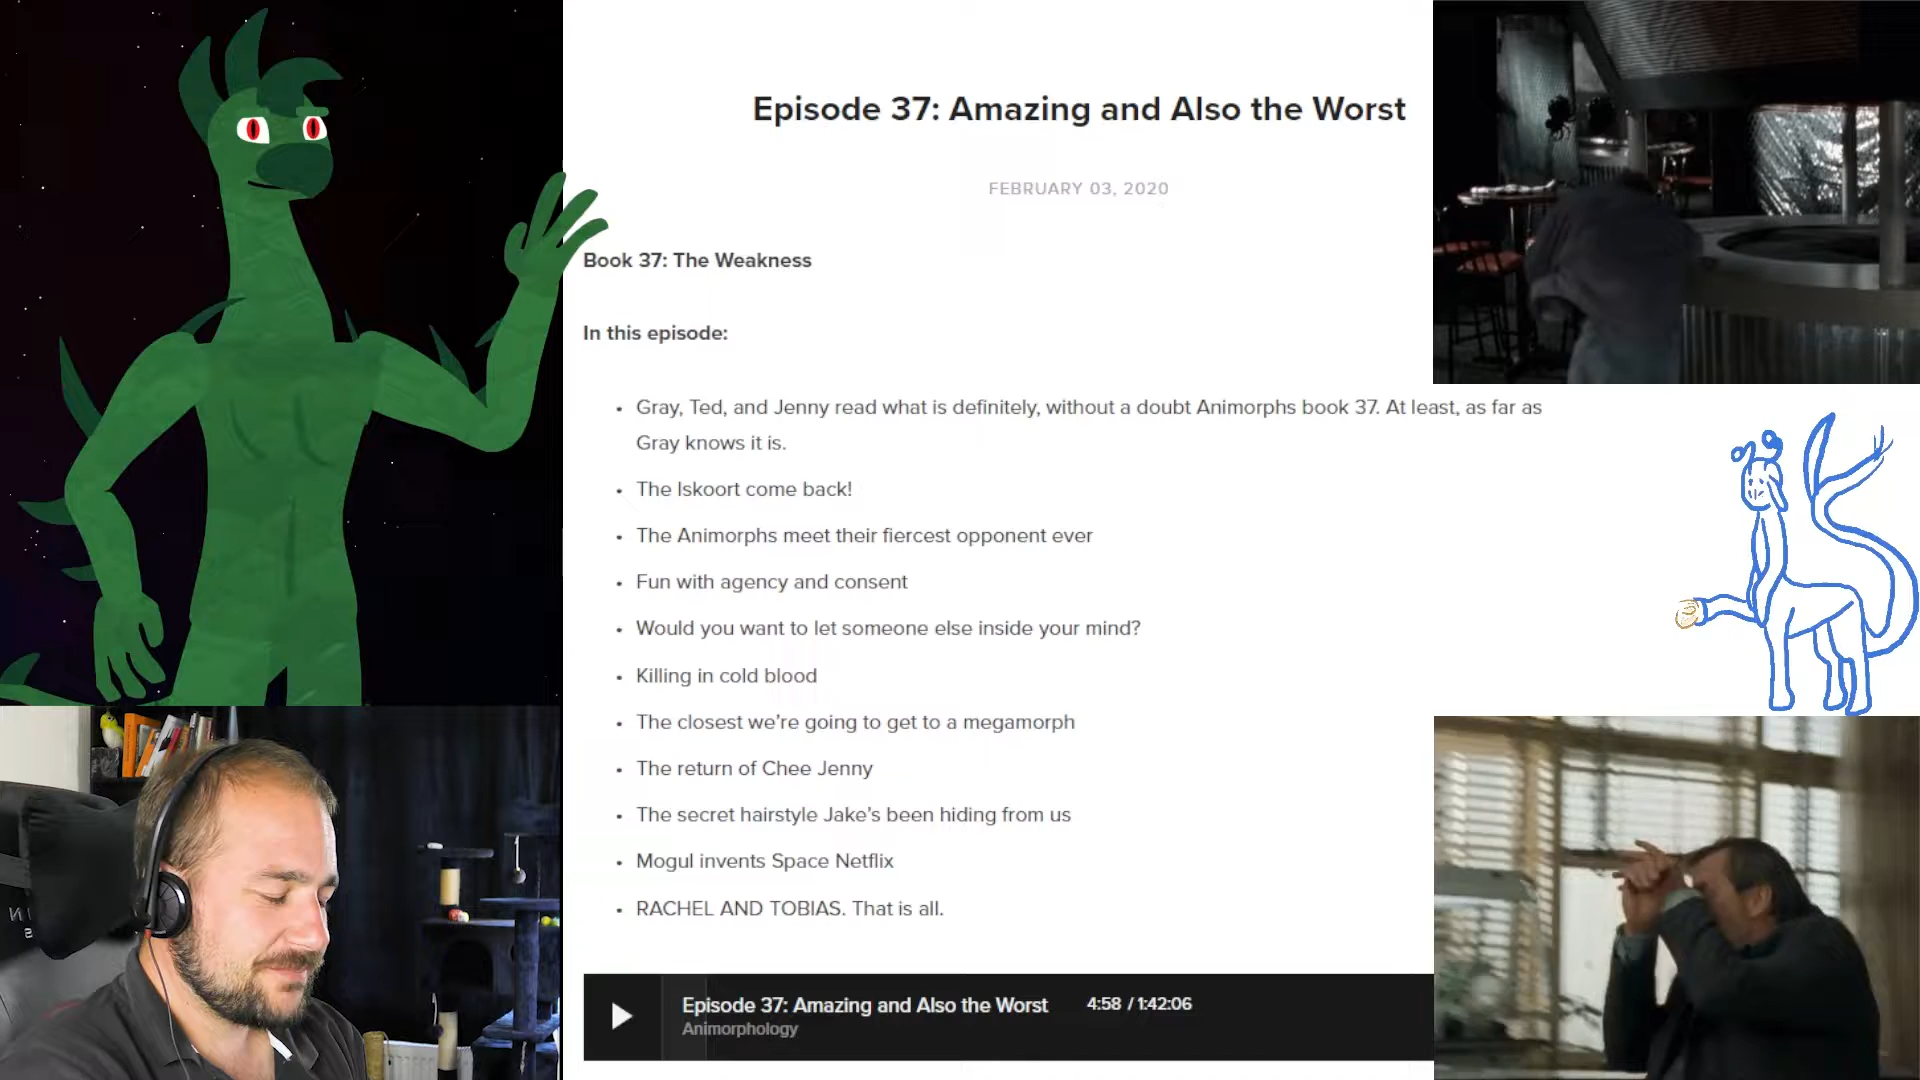 Episode 37: Amazing and Also the Worst
FEBRUARY 03, 2020
Book 37: The Weakness
In this episode:
• Gray, Ted, and Jenny read what is definitely, without a doubt Animorphs book 37. At least, as far as
Gray knows it is.
• The Iskoort come back!
• The Animorphs meet their fiercest opponent ever
• Fun with agency and consent
• Would you want to let someone else inside your mind?
• Killing in cold blood
• The closest we're going to get to a megamorph
• The return of Chee Jenny
• The secret hairstyle Jake's been hiding from us
• Mogul invents Space Netflix
• RACHEL AND TOBIAS. That is all.
Episode 37: Amazing and Also the Worst 4:58 / 1:42:06
Animorphology